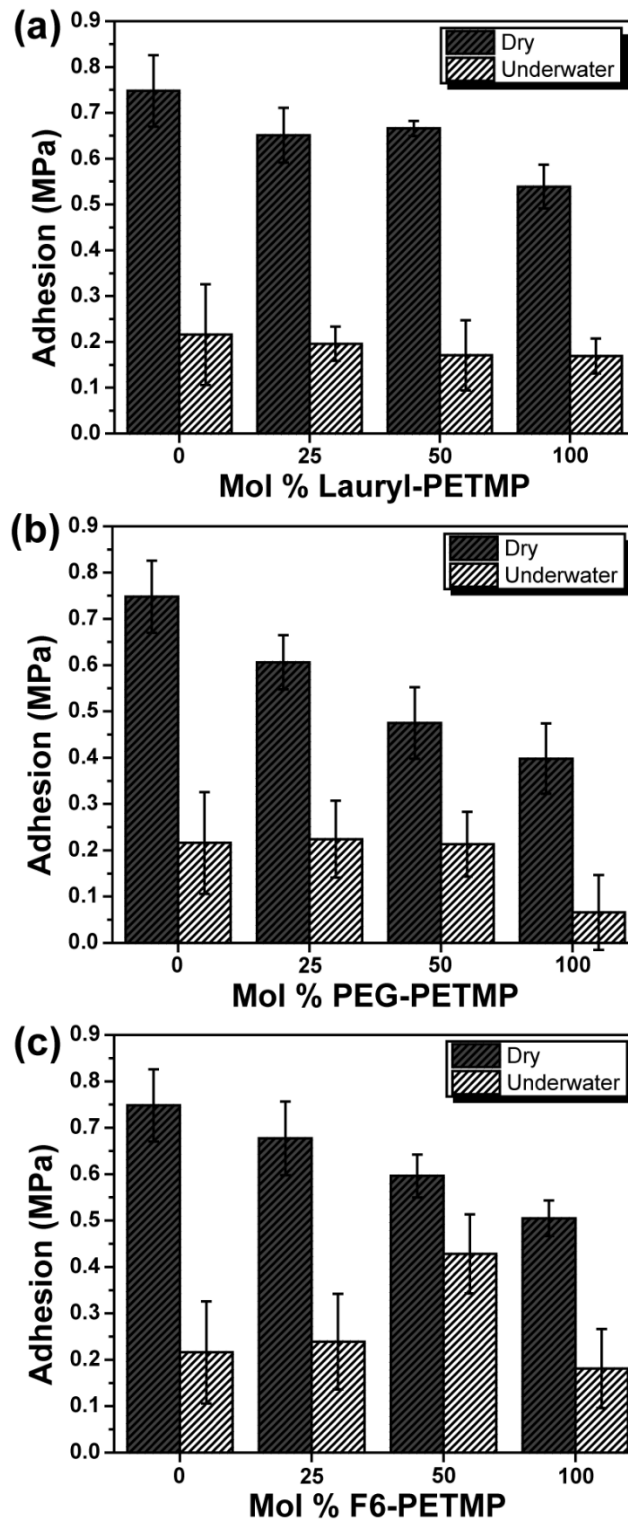 (a)
Dry
Underwater
Adhesion (MPa)
0.9
0.8
0.7
0.6
0.5
0.4
0.3
0.2
0.1
0.0
0 25 50 100
Mol % Lauryl-PETMP
(b)
Dry
Underwater
Adhesion (MPa)
0.9
0.8
0.7
0.6
0.5
0.4
0.3
0.2
0.1
0.0
0 25 50 100
Mol % PEG-PETMP
(c)
Dry
Underwater
Adhesion (MPa)
0.9
0.8
0.7
0.6
0.5
0.4
0.3
0.2
0.1
0.0
0 25 50 100
Mol % F6-PETMP